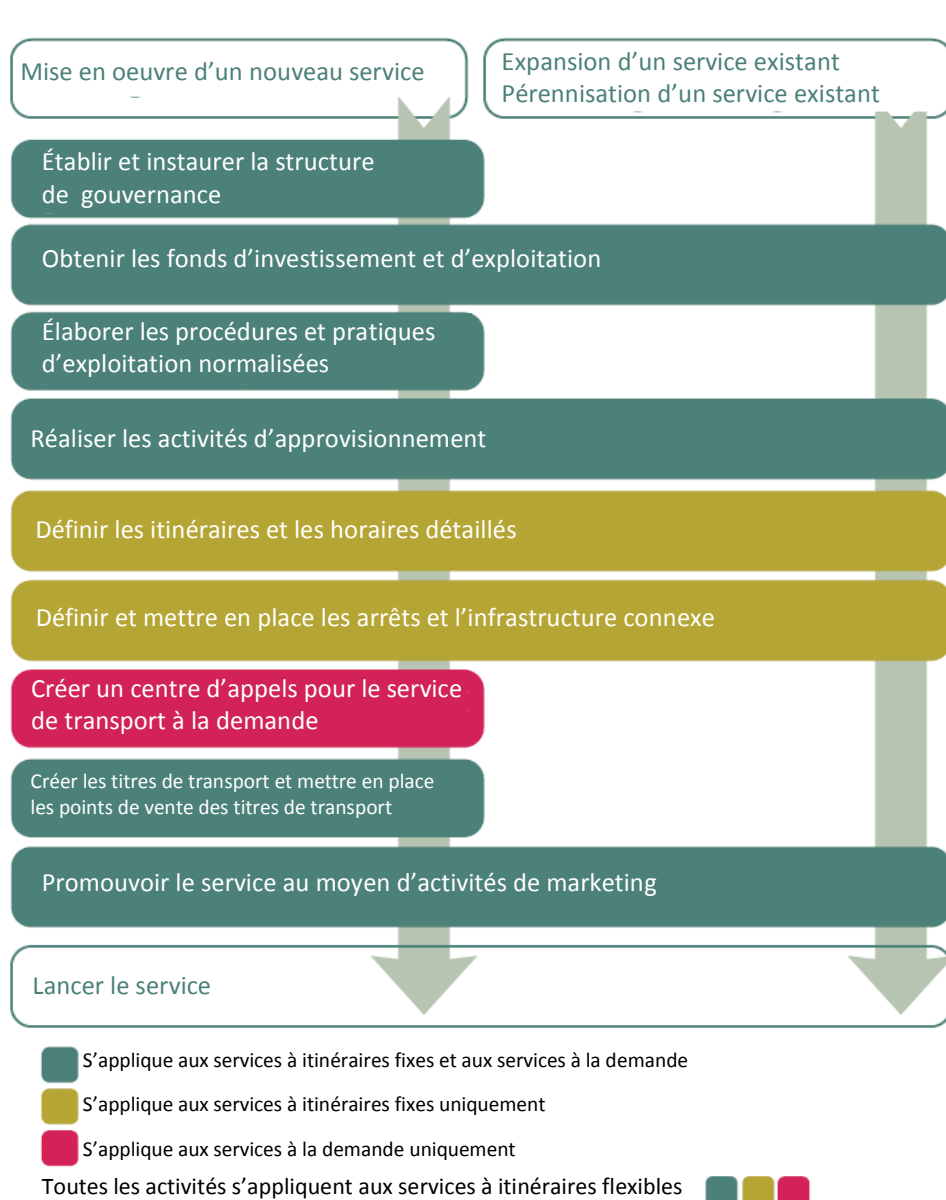 Mise en oeuvre d'un nouveau service
Expansion d'un service existant
Pérennisation d'un service existant
Établir et instaurer la structure
de gouvernance
Obtenir les fonds d'investissement et d'exploitation
Élaborer les procédures et pratiques
d'exploitation normalisées
Réaliser les activités d'approvisionnement
Définir les itinéraires et les horaires détaillés
Définir et mettre en place les arrêts et l'infrastructure connexe
Créer un centre d'appels pour le service
de transport à la demande
Créer les titres de transport et mettre en place
les points de vente des titres de transport
Promouvoir le service au moyen d'activités de marketing
Lancer le service
S'applique aux services à itinéraires fixes et aux services à la demande
S'applique aux services à itinéraires fixes uniquement
S'applique aux services à la demande uniquement
Toutes les activités s'appliquent aux services à itinéraires flexibles